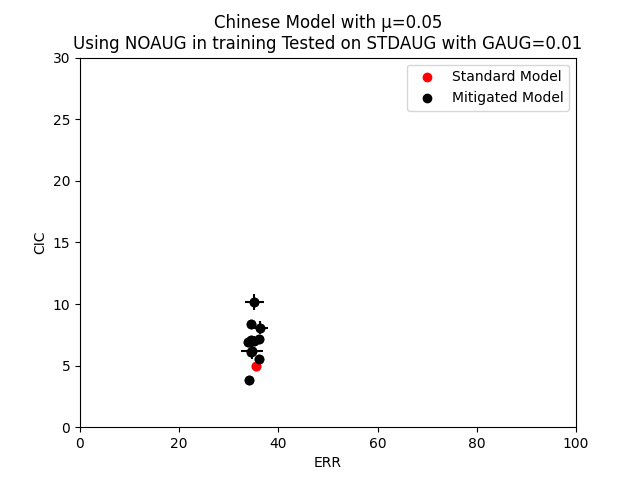 Chinese Model with μ=0.05
Using NOAUG in training Tested on STDAUG with GAUG=0.01
Standard Model
Mitigated Model
30
25
20
15
10
5
0
CIC
0 20 40 60 80 100
ERR